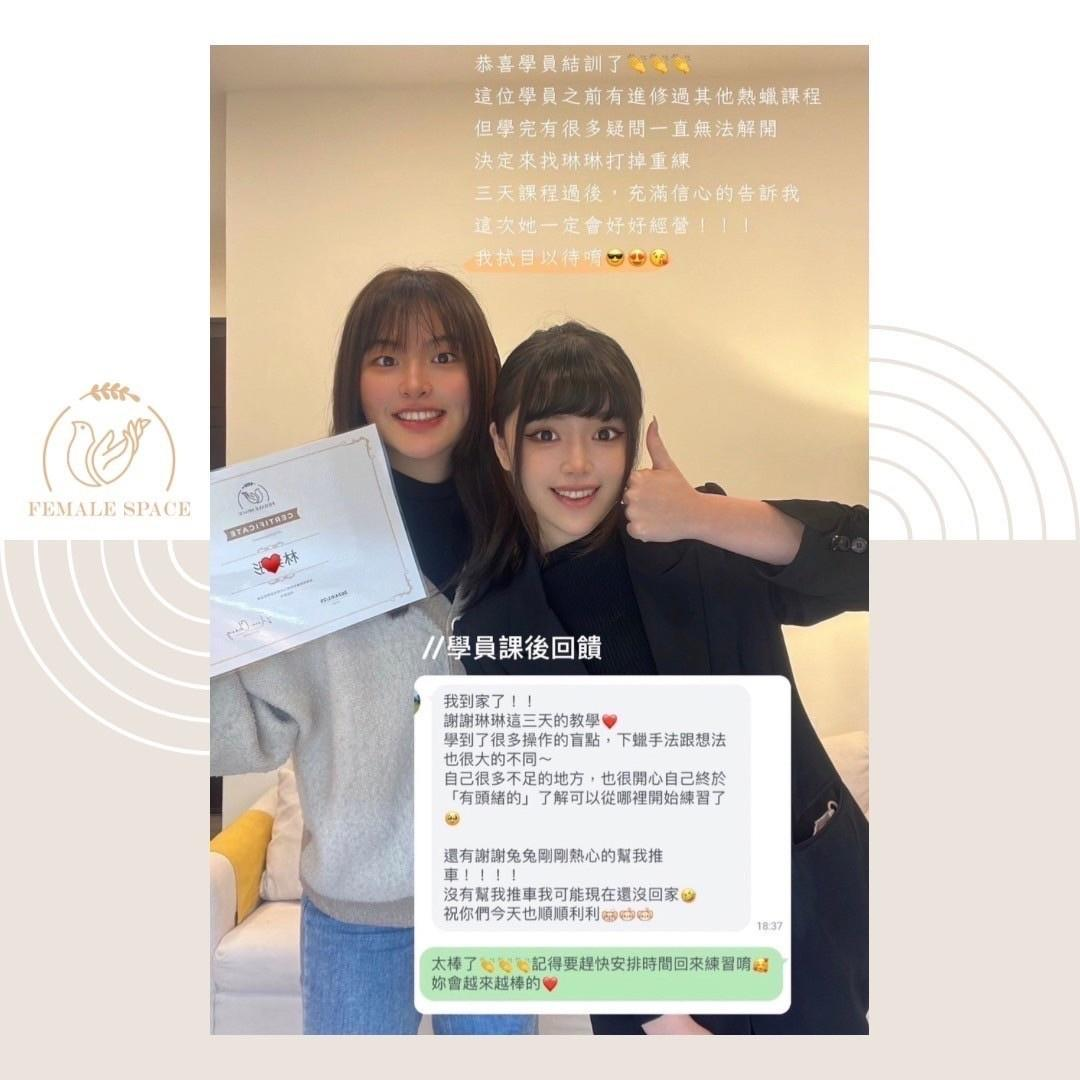 恭喜學員結訓了👏👏👏
這位學員之前有進修過其他熱蠟課程
但學完有很多疑問一直無法解開
決定來找琳琳打掉重練
三天課程過後，充滿信心的告訴我
這次她一定會好好經營！！！
我拭目以待唷😎😍😘
FEMALE SPACE
FEMALE SPACE
CERTIFICATE
林
//學員課後回饋
我到家了！！
謝謝琳琳這三天的教學❤️
學到了很多操作的盲點，下蠟手法跟想法
也很大的不同～
自己很多不足的地方，也很開心自己終於
「有頭緒的」了解可以從哪裡開始練習了
🥹
還有謝謝兔兔剛剛熱心的幫我推
車！！！！
沒有幫我推車我可能現在還沒回家🤣
祝你們今天也順順利利
18:37
太棒了👏👏👏記得要趕快安排時間回來練習唷🥰
妳會越來越棒的❤️